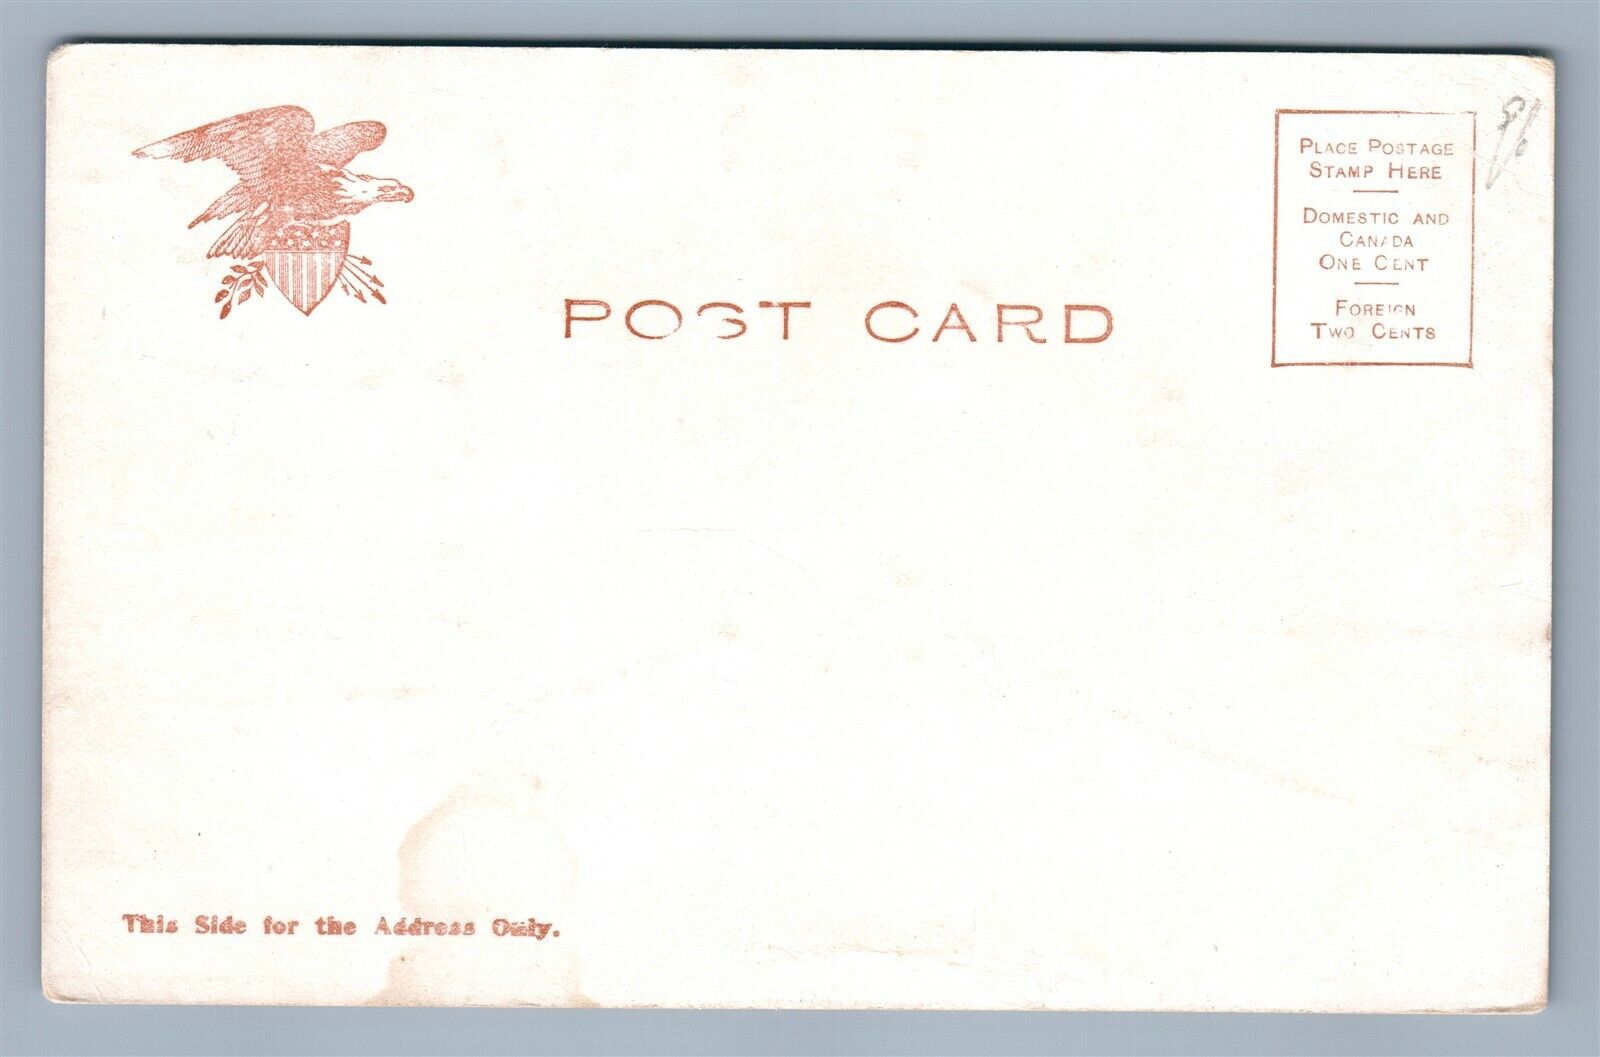 POST CARD
PLACE POSTAGE
STAMP HERE
DOMESTIC AND
CANADA
ONE CENT
FOREIGN
TWO CENTS
This Side for the Address Only.